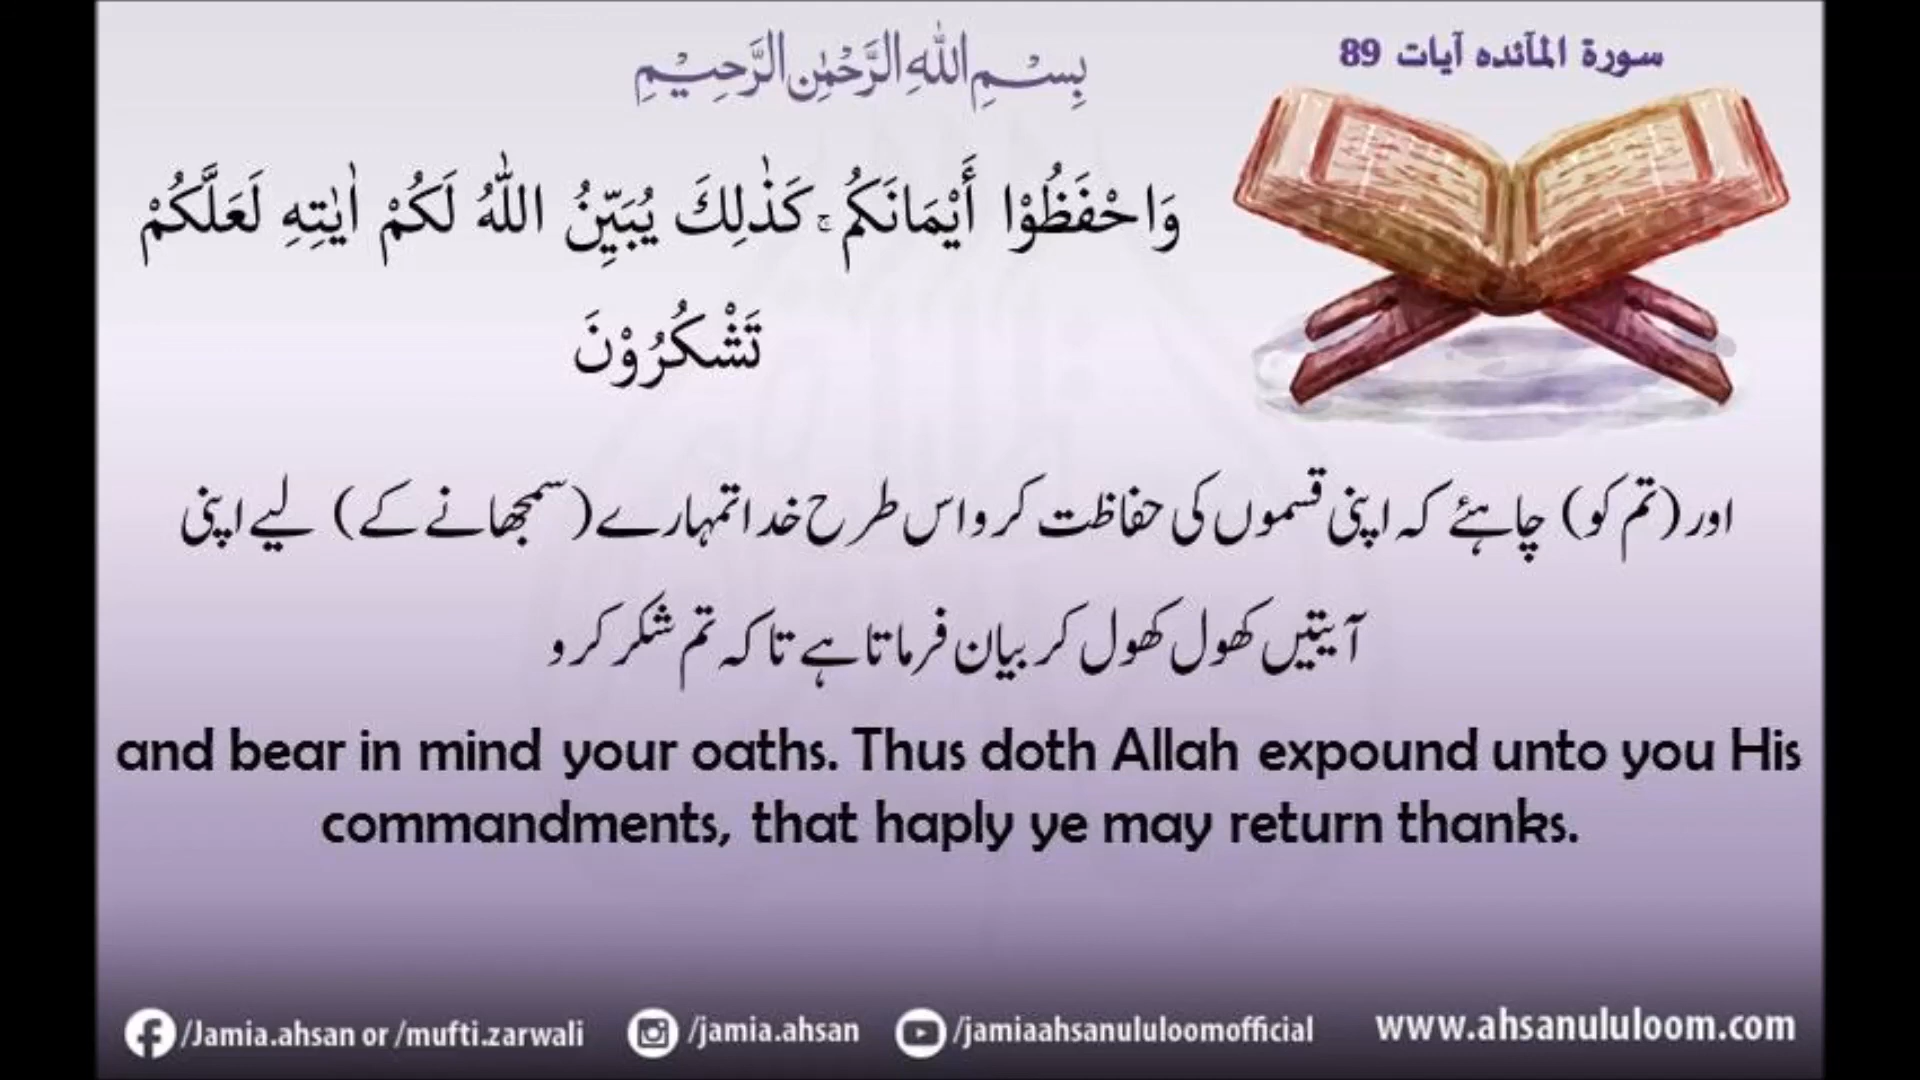 سورة المآئده آیات 89
بِسْمِ اللهِ الرَّحْمٰنِ الرَّحِيْمِ
وَاحْفَظُوْا أَيْمَانَكُمْ ۚ كَذٰلِكَ يُبَيِّنُ اللّٰهُ لَكُمْ اٰيٰتِهِ لَعَلَّكُمْ
تَشْكُرُوْنَ
اور (تم کو) چاہئے کہ اپنی قسموں کی حفاظت کرو اس طرح خدا تمہارے (سمجھانے کے) لیے اپنی
آیتیں کھول کھول کر بیان فرماتا ہے تاکہ تم شکر کرو
and bear in mind your oaths. Thus doth Allah expound unto you His
commandments, that haply ye may return thanks.
/Jamia.ahsan or /mufti.zarwali /jamia.ahsan /jamiaahsanululoomofficial www.ahsanululoom.com